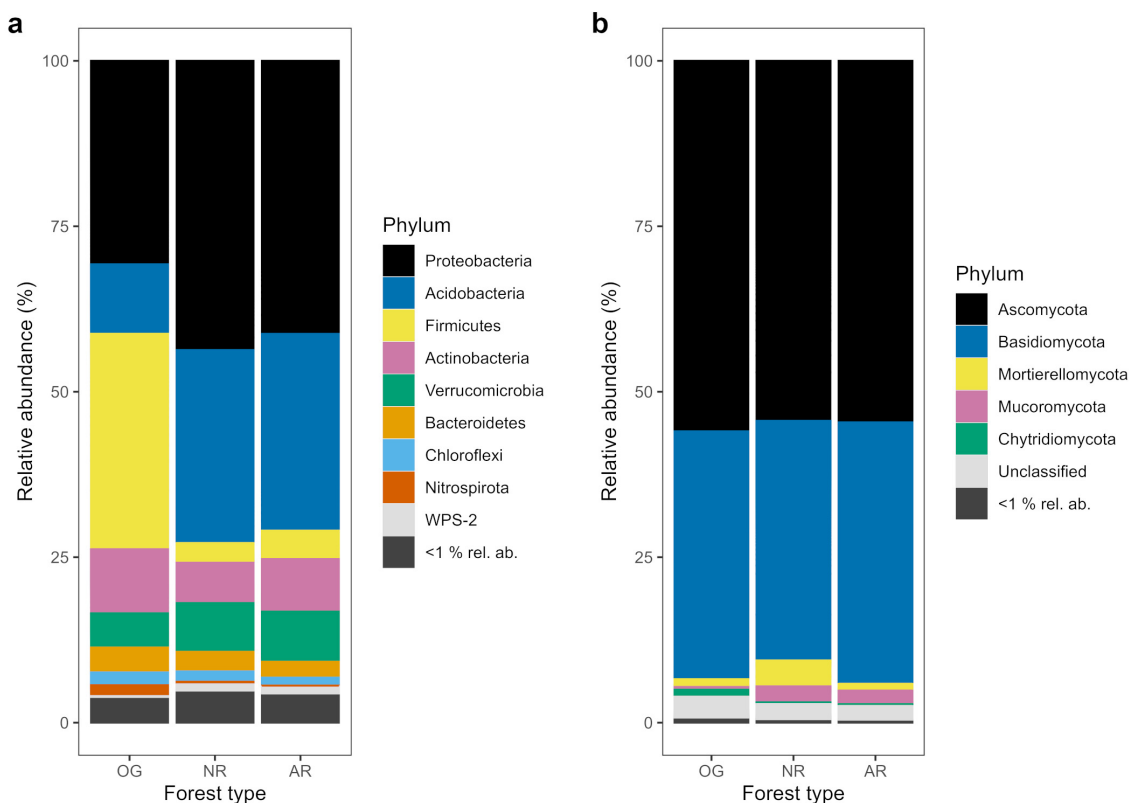 a
Relative abundance (%)
100
75
50
25
0
OG NR AR
Forest type
Phylum
Proteobacteria
Acidobacteria
Firmicutes
Actinobacteria
Verrucomicrobia
Bacteroidetes
Chloroflexi
Nitrospirota
WPS-2
<1 % rel. ab.
b
Relative abundance (%)
100
75
50
25
0
OG NR AR
Forest type
Phylum
Ascomycota
Basidiomycota
Mortierellomycota
Mucoromycota
Chytridiomycota
Unclassified
<1 % rel. ab.